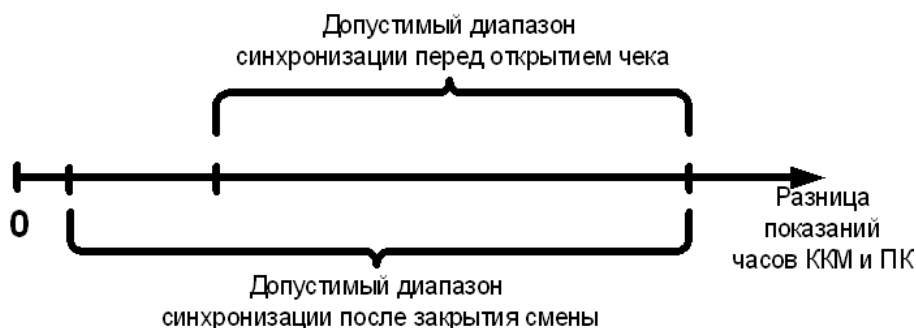 Допустимый диапазон
синхронизации перед открытием чека
0
Разница
показаний
часов ККМ и ПК
Допустимый диапазон
синхронизации после закрытия смены